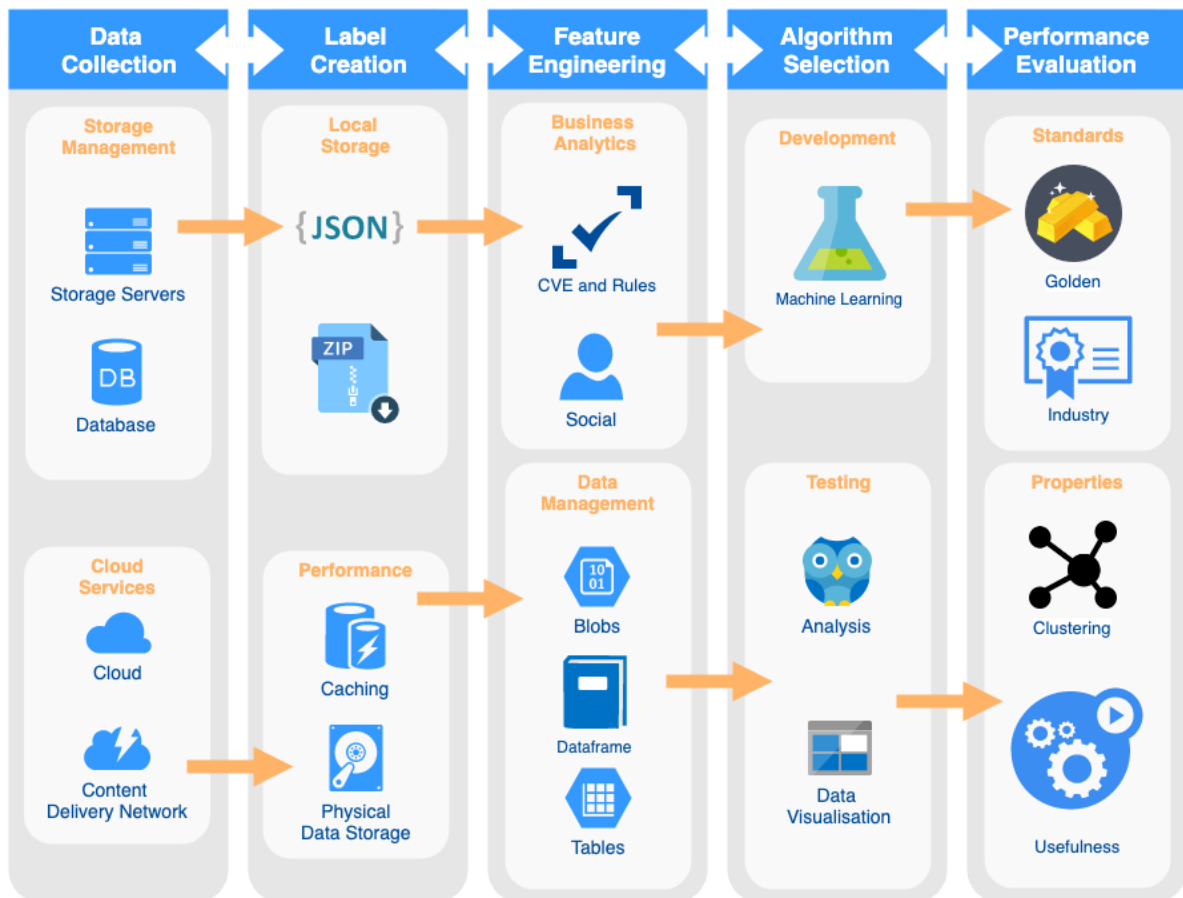 Data
Collection
Label
Creation
Feature
Engineering
Algorithm
Selection
Performance
Evaluation
Storage
Management
Storage Servers
DB
Database
Cloud
Services
Cloud
Content
Delivery Network
Local
Storage
{JSON}
ZIP
Performance
Caching
Physical
Data Storage
Business
Analytics
CVE and Rules
Social
Data
Management
10
01
Blobs
Dataframe
Tables
Development
Machine Learning
Testing
Analysis
Data
Visualisation
Standards
Golden
Industry
Properties
Clustering
Usefulness